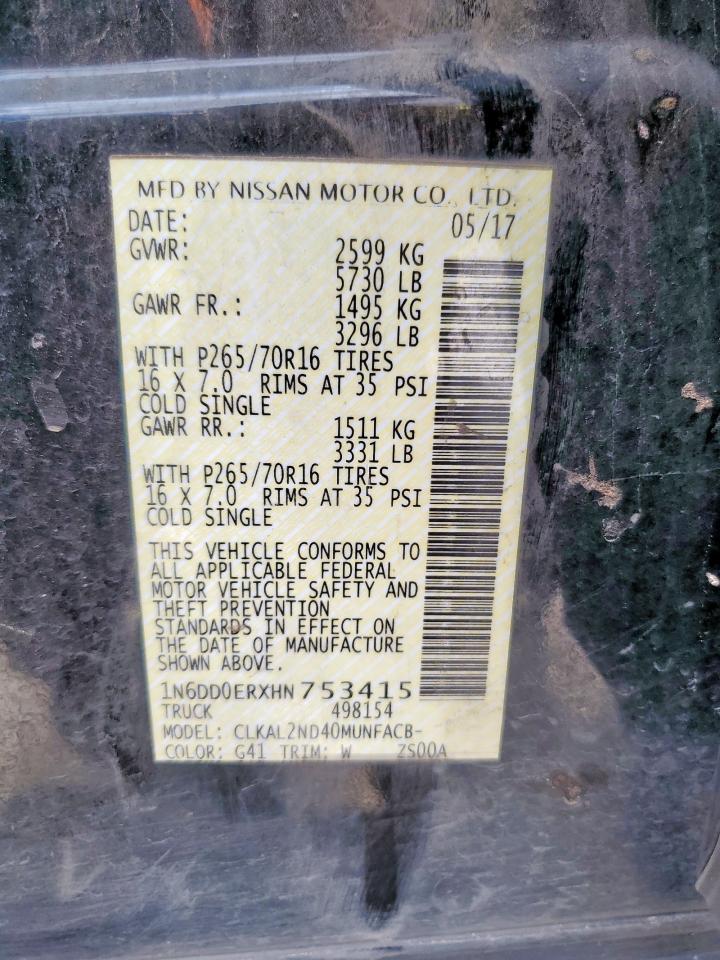 MFD BY NISSAN MOTOR CO., LTD.
DATE: 05/17
GVWR: 2599 KG
5730 LB
GAWR FR.: 1495 KG
3296 LB
WITH P265/70R16 TIRES
16 X 7.0 RIMS AT 35 PSI
COLD SINGLE
GAWR RR.: 1511 KG
3331 LB
WITH P265/70R16 TIRES
16 X 7.0 RIMS AT 35 PSI
COLD SINGLE
THIS VEHICLE CONFORMS TO
ALL APPLICABLE FEDERAL
MOTOR VEHICLE SAFETY AND
THEFT PREVENTION
STANDARDS IN EFFECT ON
THE DATE OF MANUFACTURE
SHOWN ABOVE.
1N6DD0ERXHN753415
TRUCK 498154
MODEL: CLKAL2ND40MUNFACB-
COLOR: G41 TRIM: W ZS00A